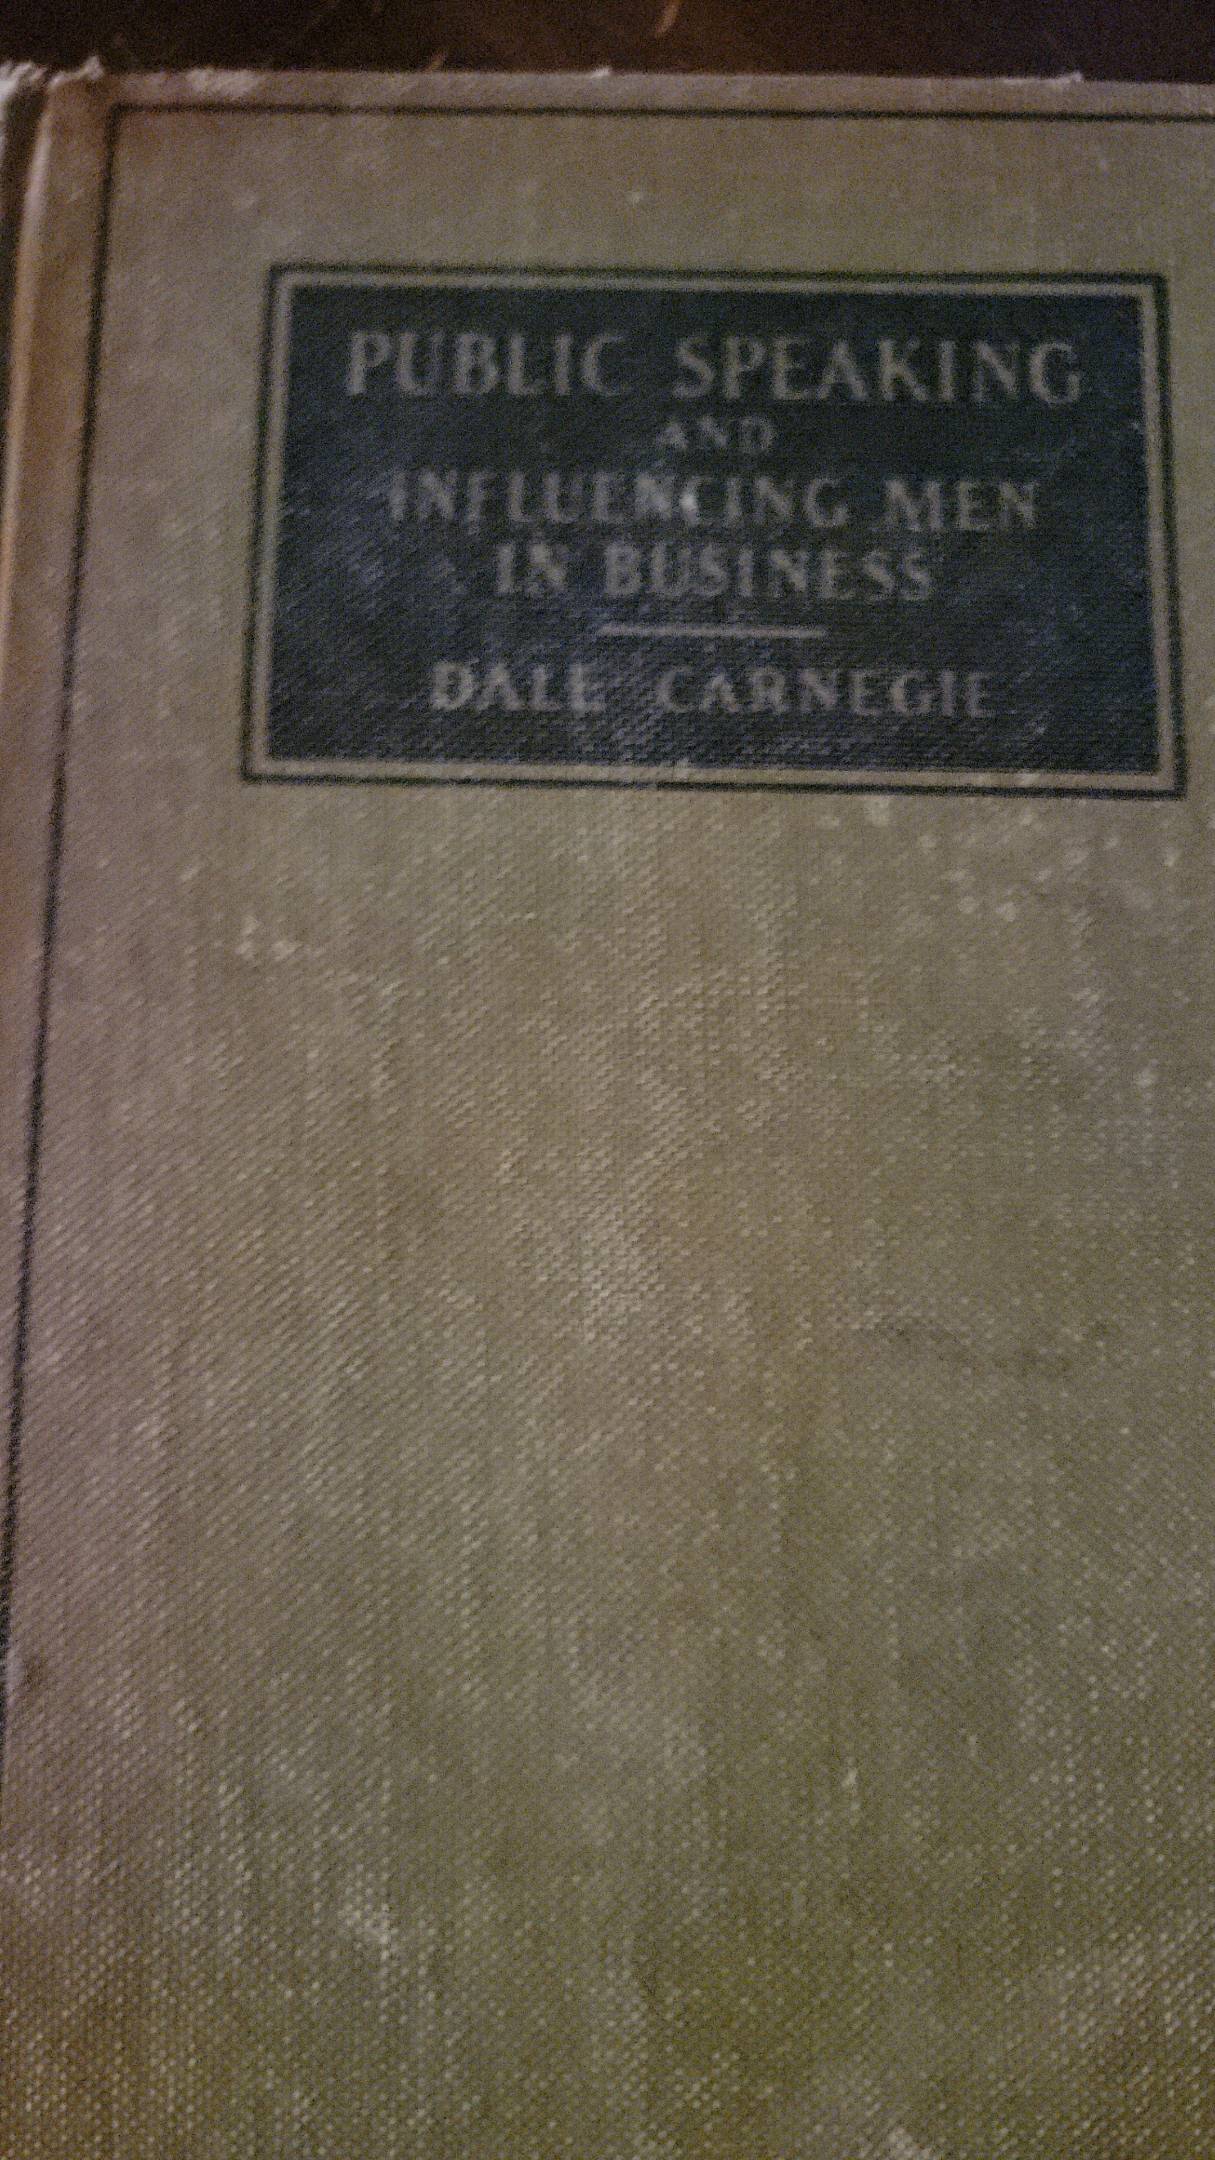 PUBLIC SPEAKING
AND
INFLUENCING MEN
IN BUSINESS
DALE CARNEGIE